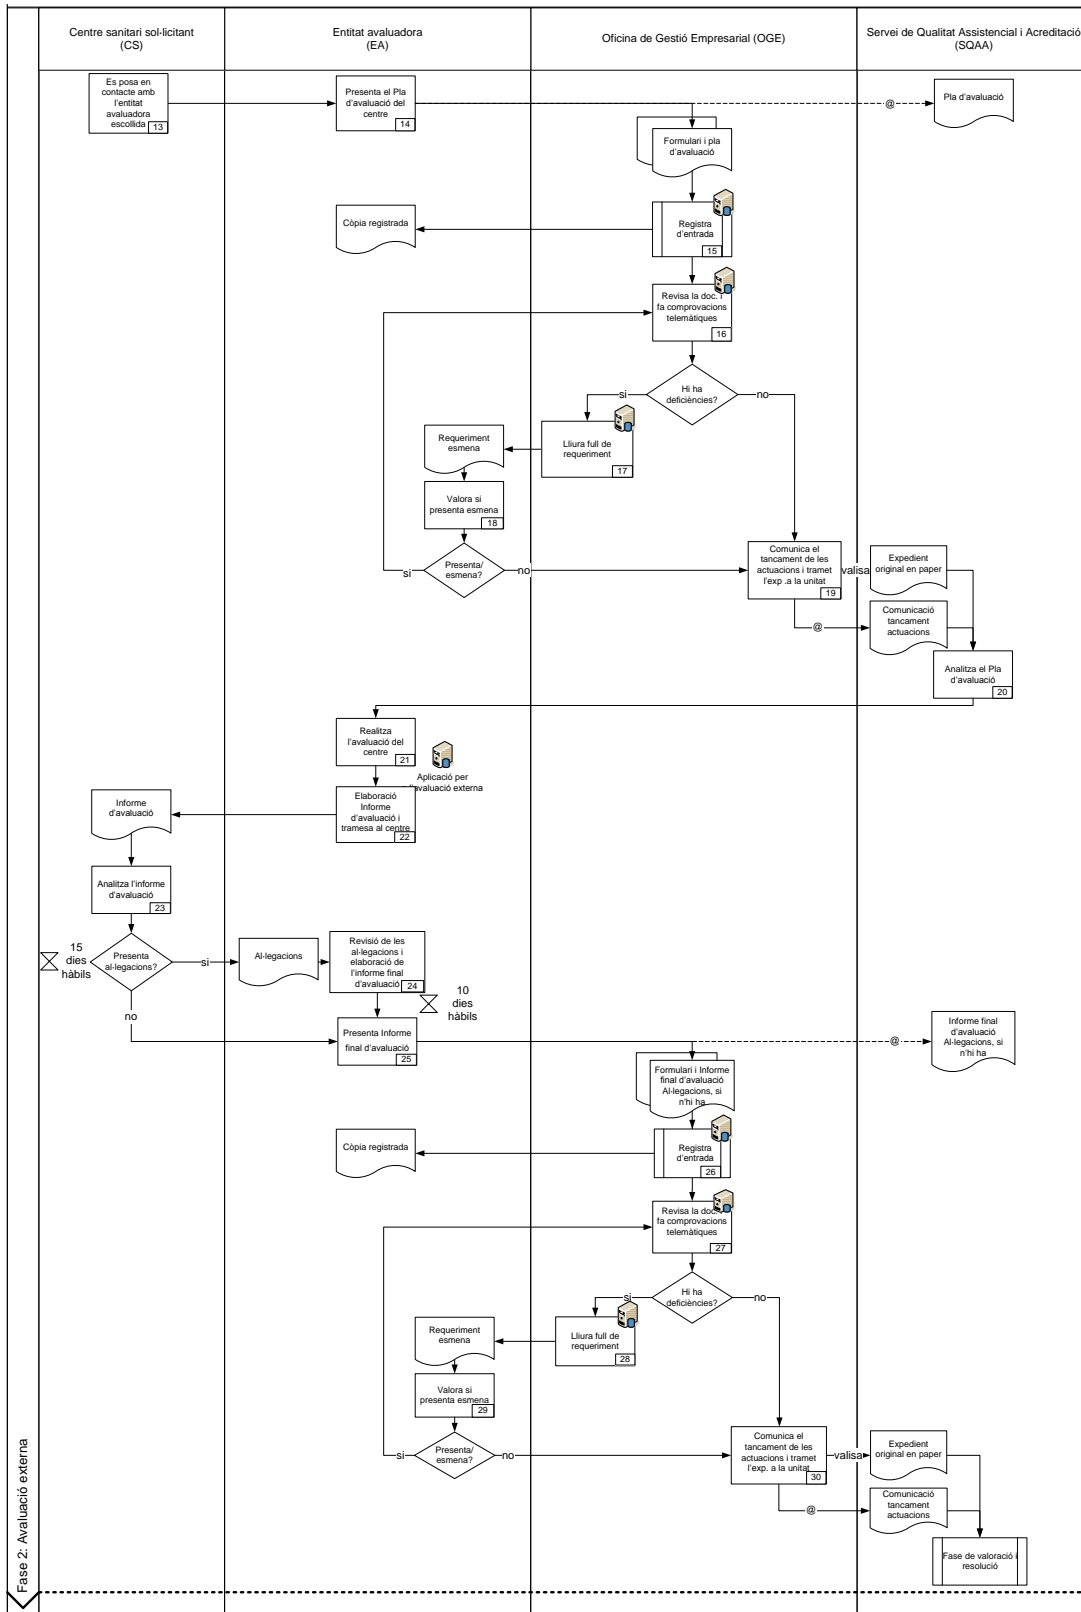 Centre sanitari sol·licitant
(CS)
Entitat avaluadora
(EA)
Oficina de Gestió Empresarial (OGE)
Servei de Qualitat Assistencial i Acreditació
(SQAA)
Es posa en
contacte amb
l'entitat
avaluadora
escollida
13
Presenta el Pla
d'avaluació del
centre
14
@
Pla d'avaluació
Formulari i pla
d'avaluació
Còpia registrada
Registra
d'entrada
15
Revisa la doc. i
fa comprovacions
telemàtiques
16
Hi ha
deficiències?
si
no
Requeriment
esmena
Lliura full de
requeriment
17
Valora si
presenta esmena
18
Presenta/
esmena?
si
no
Comunica el
tancament de les
actuacions i tramet
l'exp .a la unitat
19
valisa
Expedient
original en paper
@
Comunicació
tancament
actuacions
Analitza el Pla
d'avaluació
20
Realitza
l'avaluació del
centre
21
Aplicació per
l'avaluació externa
Elaboració
Informe
d'avaluació i
tramesa al centre
22
Informe
d'avaluació
Analitza l'informe
d'avaluació
23
15
dies
hàbils
Presenta
al·legacions?
si
no
Al·legacions
Revisió de les
al·legacions i
elaboració de
l'informe final
d'avaluació
24
10
dies
hàbils
Presenta Informe
final d'avaluació
25
@
Informe final
d'avaluació
Al·legacions, si
n'hi ha
Formulari i Informe
final d'avaluació
Al·legacions, si
n'hi ha
Còpia registrada
Registra
d'entrada
26
Revisa la doc. i
fa comprovacions
telemàtiques
27
Hi ha
deficiències?
si
no
Requeriment
esmena
Lliura full de
requeriment
28
Valora si
presenta esmena
29
Presenta/
esmena?
si
no
Comunica el
tancament de les
actuacions i tramet
l'exp. a la unitat
30
valisa
Expedient
original en paper
@
Comunicació
tancament
actuacions
Fase de valoració i
resolució
Fase 2: Avaluació externa